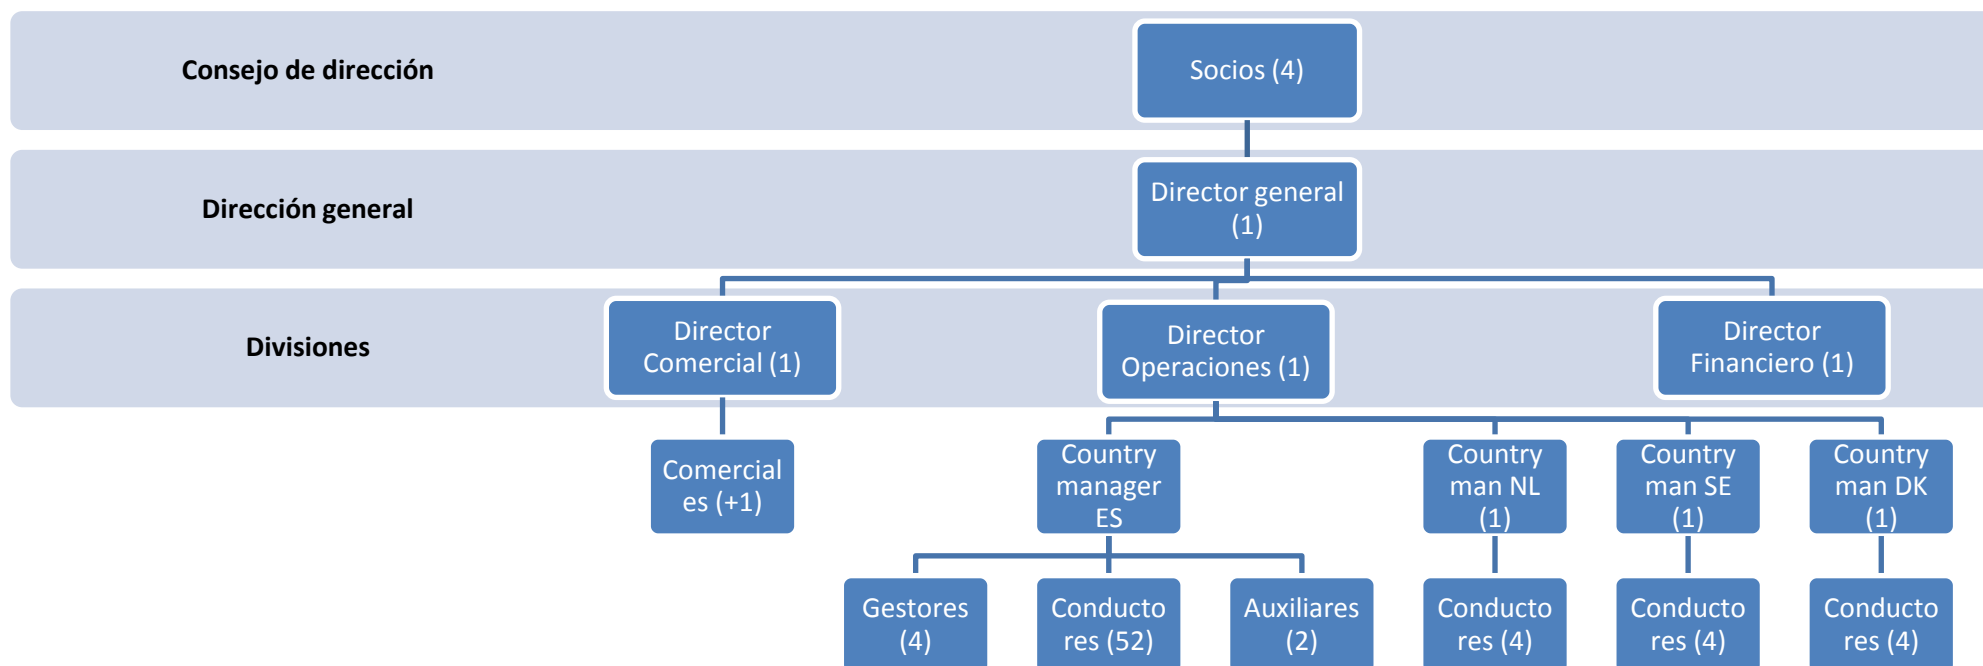 Consejo de dirección
Socios (4)
Dirección general
Director general
(1)
Divisiones
Director
Comercial (1)
Director
Operaciones (1)
Director
Financiero (1)
Comercial
es (+1)
Country
manager
ES
Country
man NL
(1)
Country
man SE
(1)
Country
man DK
(1)
Gestores
(4)
Conducto
res (52)
Auxiliares
(2)
Conducto
res (4)
Conducto
res (4)
Conducto
res (4)